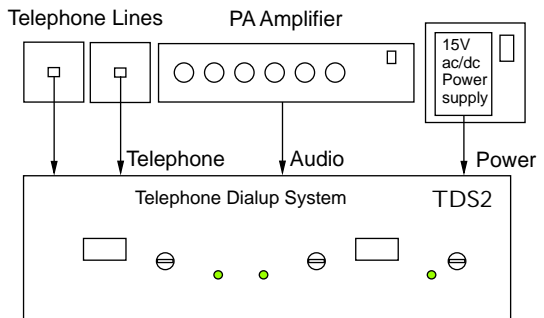 Telephone Lines
PA Amplifier
15V
ac/dc
Power
supply
Telephone
Audio
Power
Telephone Dialup System
TDS2